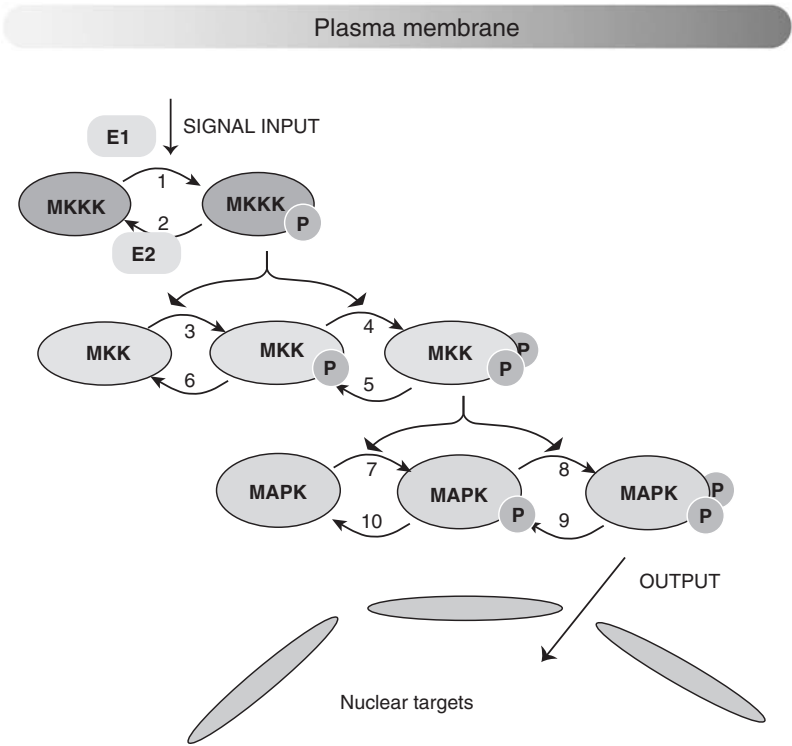 Plasma membrane
E1
SIGNAL INPUT
1
MKKK
MKKK
P
2
E2
3
4
MKK
MKK
P
MKK
P
P
6
5
7
8
MAPK
MAPK
P
MAPK
P
P
10
9
OUTPUT
Nuclear targets